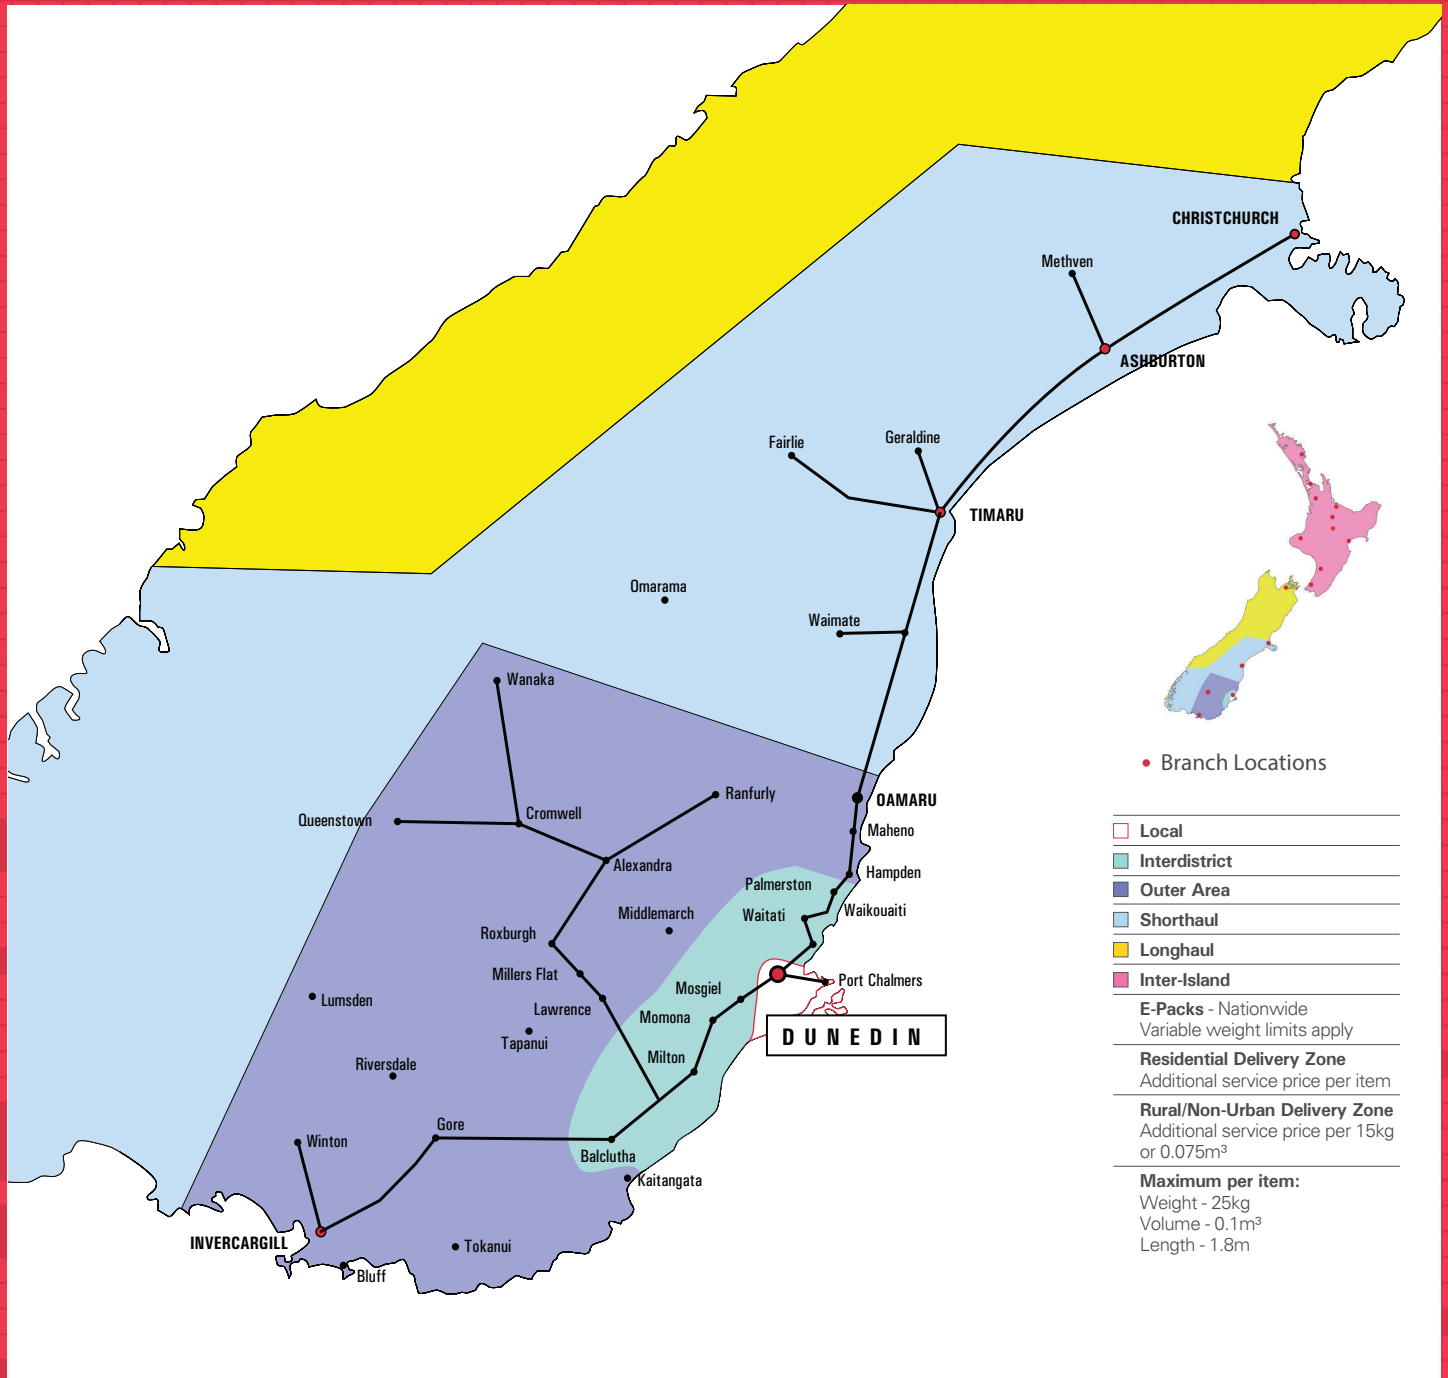 CHRISTCHURCH
Methven
ASHBURTON
Fairlie
Geraldine
TIMARU
Omarama
Waimate
Wanaka
Queenstown
Cromwell
Ranfurly
OAMARU
Maheno
Alexandra
Hampden
Palmerston
Middlemarch
Waitati
Waikouaiti
Roxburgh
Millers Flat
Port Chalmers
Mosgiel
Lumsden
Lawrence
Momona
DUNEDIN
Tapanui
Milton
Riversdale
Gore
Winton
Balclutha
Kaitangata
INVERCARGILL
Tokanui
Bluff
Branch Locations
Local
Interdistrict
Outer Area
Shorthaul
Longhaul
Inter-Island
E-Packs - Nationwide
Variable weight limits apply
Residential Delivery Zone
Additional service price per item
Rural/Non-Urban Delivery Zone
Additional service price per 15kg
or 0.075m³
Maximum per item:
Weight - 25kg
Volume - 0.1m³
Length - 1.8m